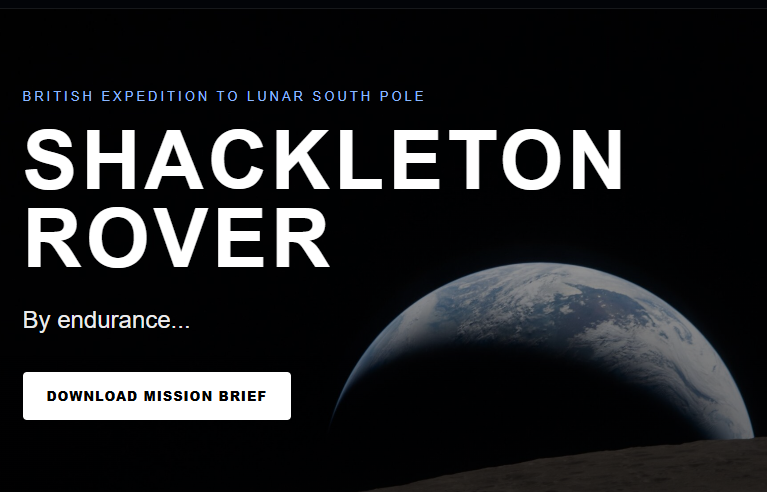 BRITISH EXPEDITION TO LUNAR SOUTH POLE
SHACKLETON
ROVER
By endurance...
DOWNLOAD MISSION BRIEF